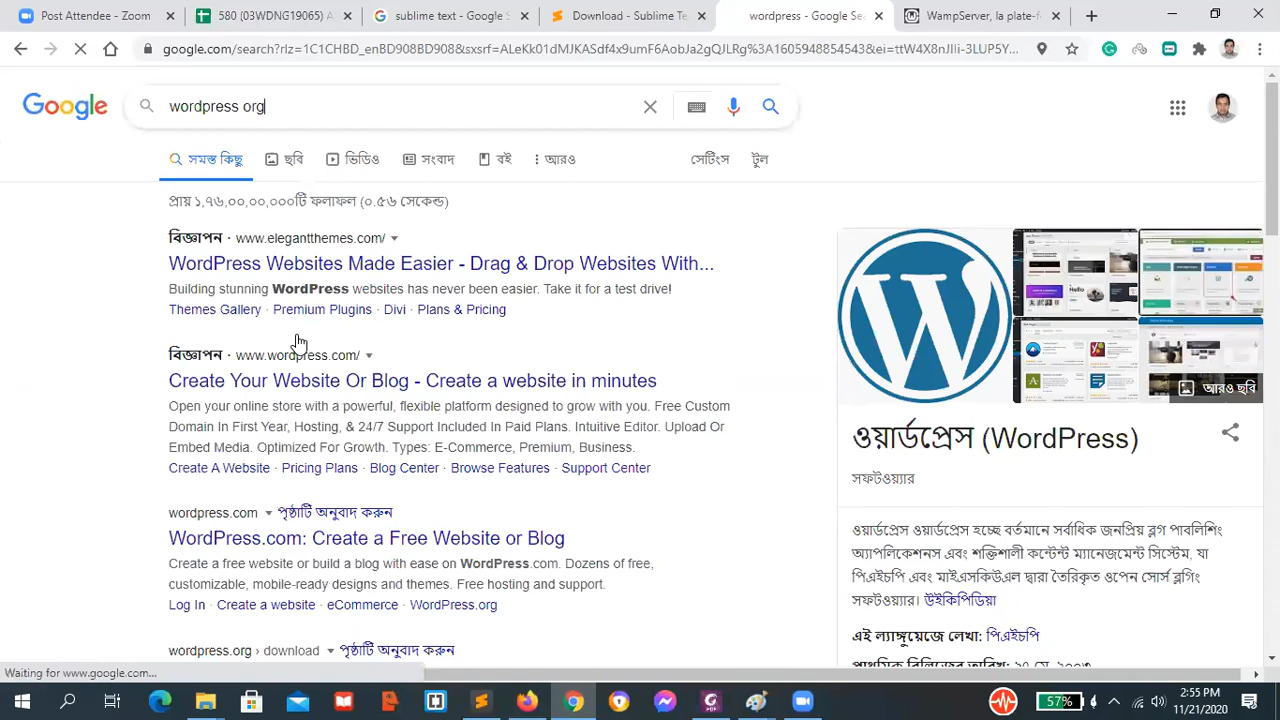 Post Attendee - Zoom
580 (03WDNG19065) A
sublime text - Google S
Download - Sublime Te
wordpress - Google Se
WampServer, la plate-f
google.com/search?rlz=1C1CHBD_enBD908BD908&sxsrf=ALeKk01dMJKASdf4x9umF6AobJa2gQJLRg%3A1605948854543&ei=ttW4X8nJIIi-3LUP5Y...
Google
wordpress org
সমস্ত কিছু
ছবি
ভিডিও
সংবাদ
বই
আরও
সেটিংস
টুল
প্রায় ১,৭৬,০০,০০,০০০টি ফলাফল (০.৫৬ সেকেন্ড)
বিজ্ঞাপন · www.elegantthemes.com/
WordPress Websites Made Easier - Drag & Drop Websites With...
Building stunning WordPress websites has never been easier. Take it for a test drive!
Themes Gallery · Premium Plugins · Divi · Plans & Pricing
বিজ্ঞাপন · www.wordpress.com/
Create Your Website or Blog - Create a website in minutes
Open your online store with a powerful, flexible platform designed to grow with you. Free Custom
Domain In First Year, Hosting, & 24/7 Support Included In Paid Plans. Intuitive Editor. Upload Or
Embed Media. Optimized For Growth. Types: E-Commerce, Premium, Business.
Create A Website · Pricing Plans · Blog Center · Browse Features · Support Center
wordpress.com পৃষ্ঠাটি অনুবাদ করুন
WordPress.com: Create a Free Website or Blog
Create a free website or build a blog with ease on WordPress.com. Dozens of free,
customizable, mobile-ready designs and themes. Free hosting and support.
Log In · Create a website · eCommerce · WordPress.org
wordpress.org › download পৃষ্ঠাটি অনুবাদ করুন
আরও ছবি
ওয়ার্ডপ্রেস (WordPress)
সফটওয়্যার
ওয়ার্ডপ্রেস ওয়ার্ডপ্রেস হচ্ছে বর্তমানে সর্বাধিক জনপ্রিয় ব্লগ পাবলিশিং
অ্যাপলিকেশনস এবং শক্তিশালী কন্টেন্ট ম্যানেজমেন্ট সিস্টেম, যা
পিএইচপি এবং মাইএসকিউএল দ্বারা তৈরিকৃত ওপেন সোর্স ব্লগিং
সফটওয়্যার। উইকিপিডিয়া
এই ল্যাঙ্গুয়েজে লেখা: পিএইচপি
Waiting for www.google.com...
57%
2:55 PM
11/21/2020